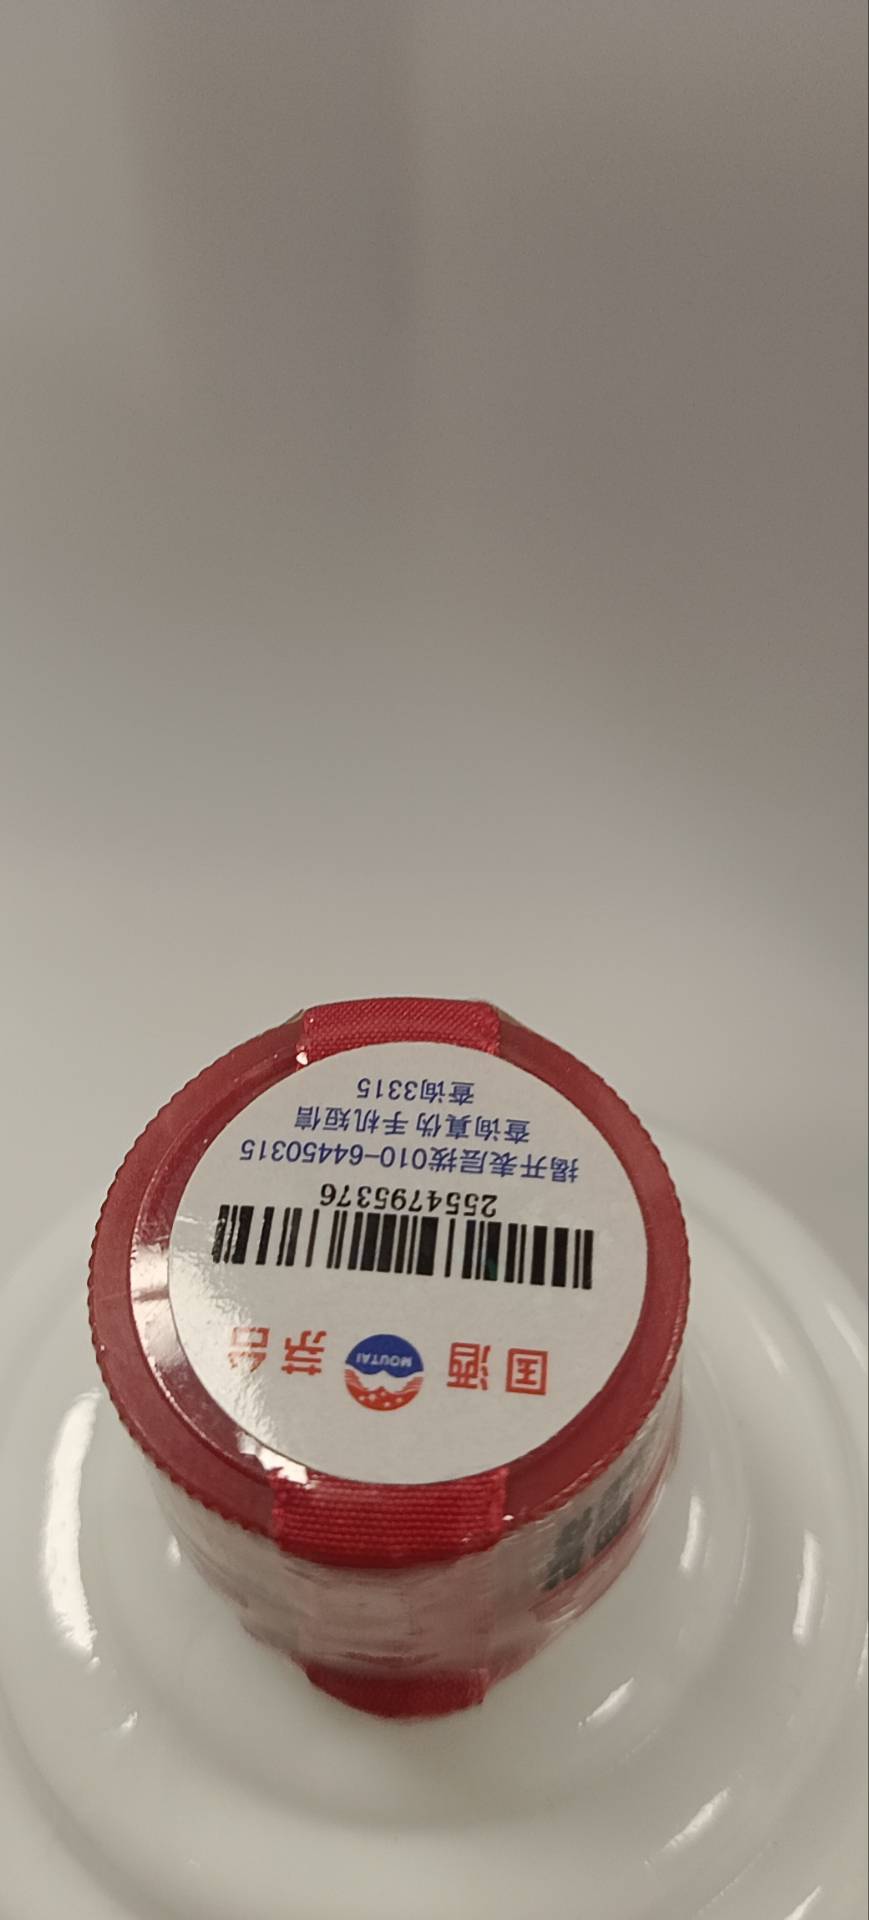 国酒 MOUTAI 茅台
2554795376
揭开表层拨010-64450315
查询真伪 手机短信
查询3315